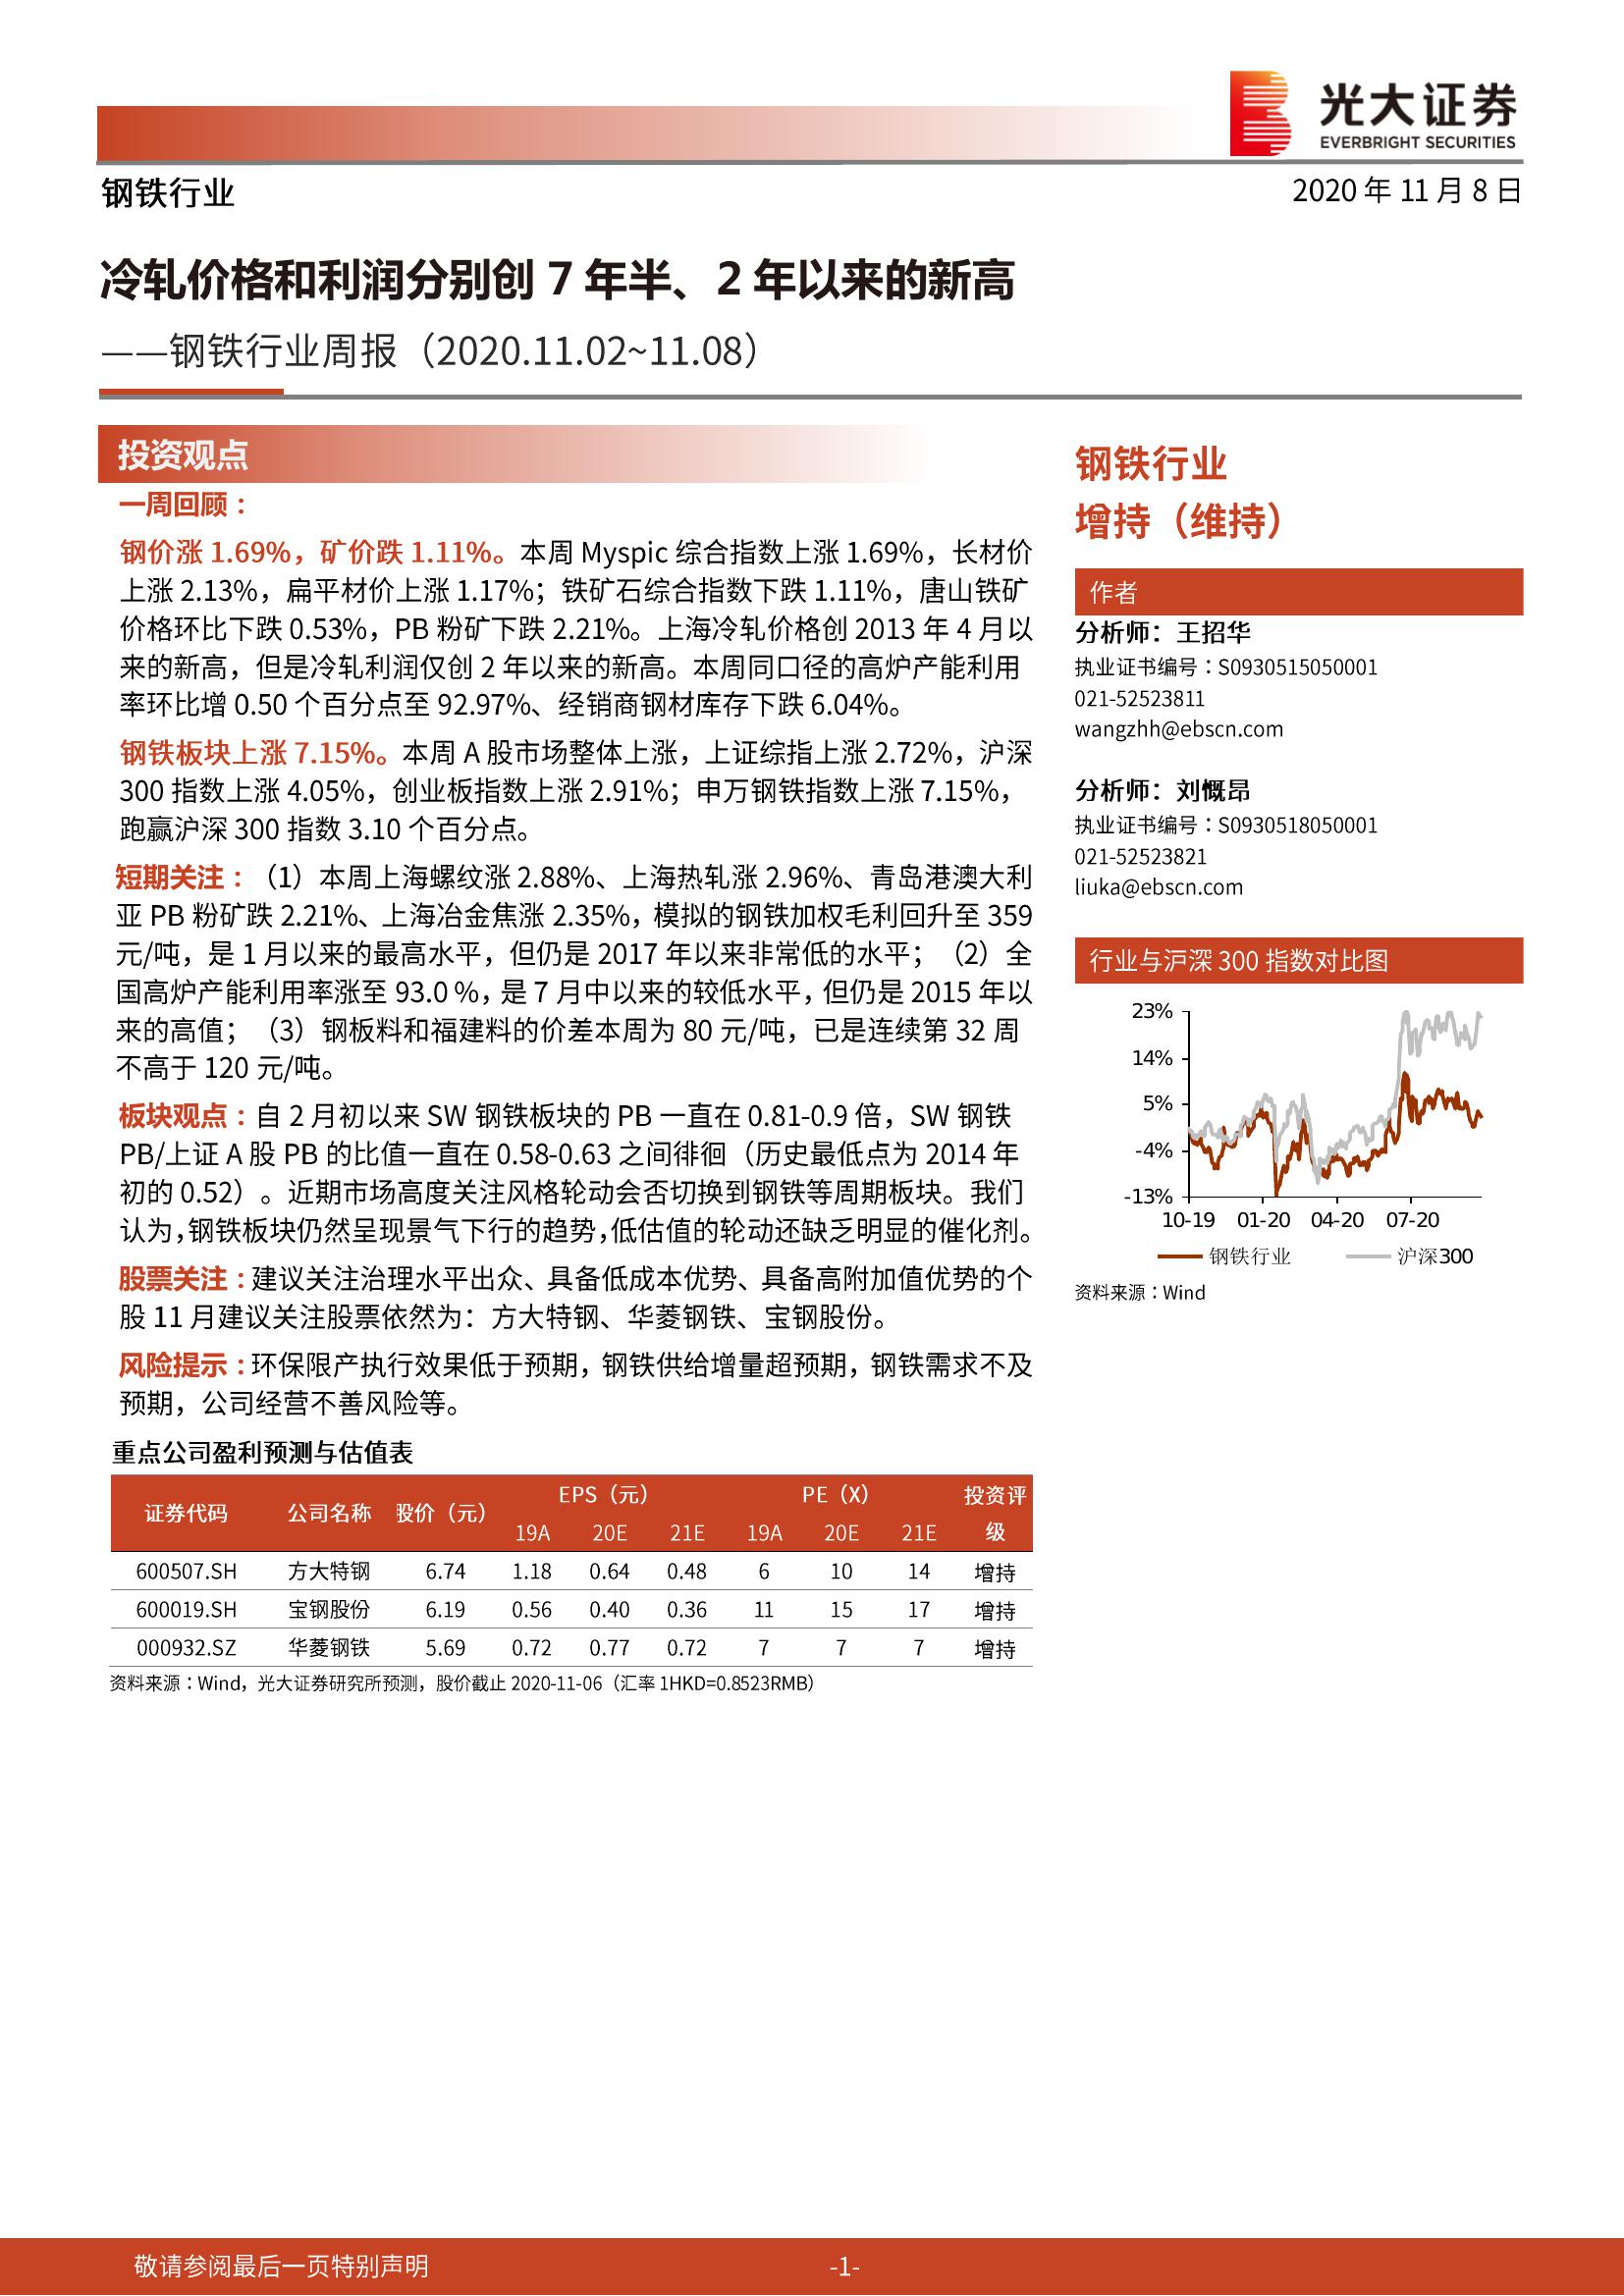 光大证券
EVERBRIGHT SECURITIES
钢铁行业
2020 年 11 月 8 日
冷轧价格和利润分别创 7 年半、2 年以来的新高
——钢铁行业周报（2020.11.02~11.08）
投资观点
一周回顾：
钢价涨 1.69%，矿价跌 1.11%。本周 Myspic 综合指数上涨 1.69%，长材价
上涨 2.13%，扁平材价上涨 1.17%；铁矿石综合指数下跌 1.11%，唐山铁矿
价格环比下跌 0.53%，PB 粉矿下跌 2.21%。上海冷轧价格创 2013 年 4 月以
来的新高，但是冷轧利润仅创 2 年以来的新高。本周同口径的高炉产能利用
率环比增 0.50 个百分点至 92.97%、经销商钢材库存下跌 6.04%。
钢铁板块上涨 7.15%。本周 A 股市场整体上涨，上证综指上涨 2.72%，沪深
300 指数上涨 4.05%，创业板指数上涨 2.91%；申万钢铁指数上涨 7.15%，
跑赢沪深 300 指数 3.10 个百分点。
短期关注：（1）本周上海螺纹涨 2.88%、上海热轧涨 2.96%、青岛港澳大利
亚 PB 粉矿跌 2.21%、上海冶金焦涨 2.35%，模拟的钢铁加权毛利回升至 359
元/吨，是 1 月以来的最高水平，但仍是 2017 年以来非常低的水平；（2）全
国高炉产能利用率涨至 93.0 %，是 7 月中以来的较低水平，但仍是 2015 年以
来的高值；（3）钢板料和福建料的价差本周为 80 元/吨，已是连续第 32 周
不高于 120 元/吨。
板块观点：自 2 月初以来 SW 钢铁板块的 PB 一直在 0.81-0.9 倍，SW 钢铁
PB/上证 A 股 PB 的比值一直在 0.58-0.63 之间徘徊（历史最低点为 2014 年
初的 0.52）。近期市场高度关注风格轮动会否切换到钢铁等周期板块。我们
认为，钢铁板块仍然呈现景气下行的趋势，低估值的轮动还缺乏明显的催化剂。
股票关注：建议关注治理水平出众、具备低成本优势、具备高附加值优势的个
股 11 月建议关注股票依然为：方大特钢、华菱钢铁、宝钢股份。
风险提示：环保限产执行效果低于预期，钢铁供给增量超预期，钢铁需求不及
预期，公司经营不善风险等。
重点公司盈利预测与估值表
证券代码 公司名称 股价（元） EPS（元） PE（X） 投资评
级
19A 20E 21E 19A 20E 21E
600507.SH 方大特钢 6.74 1.18 0.64 0.48 6 10 14 增持
600019.SH 宝钢股份 6.19 0.56 0.40 0.36 11 15 17 增持
000932.SZ 华菱钢铁 5.69 0.72 0.77 0.72 7 7 7 增持
资料来源：Wind，光大证券研究所预测，股价截止 2020-11-06（汇率 1HKD=0.8523RMB）
钢铁行业
增持（维持）
作者
分析师：王招华
执业证书编号：S0930515050001
021-52523811
wangzhh@ebscn.com
分析师：刘慨昂
执业证书编号：S0930518050001
021-52523821
liuka@ebscn.com
行业与沪深 300 指数对比图
23%
14%
5%
-4%
-13%
10-19 01-20 04-20 07-20
钢铁行业 沪深300
资料来源：Wind
敬请参阅最后一页特别声明
-1-